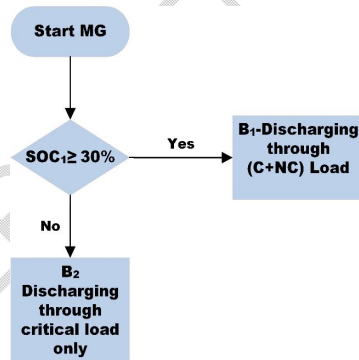 Start MG
SOC₁≥ 30%
Yes
B₁-Discharging
through
(C+NC) Load
No
B₂
Discharging
through
critical load
only